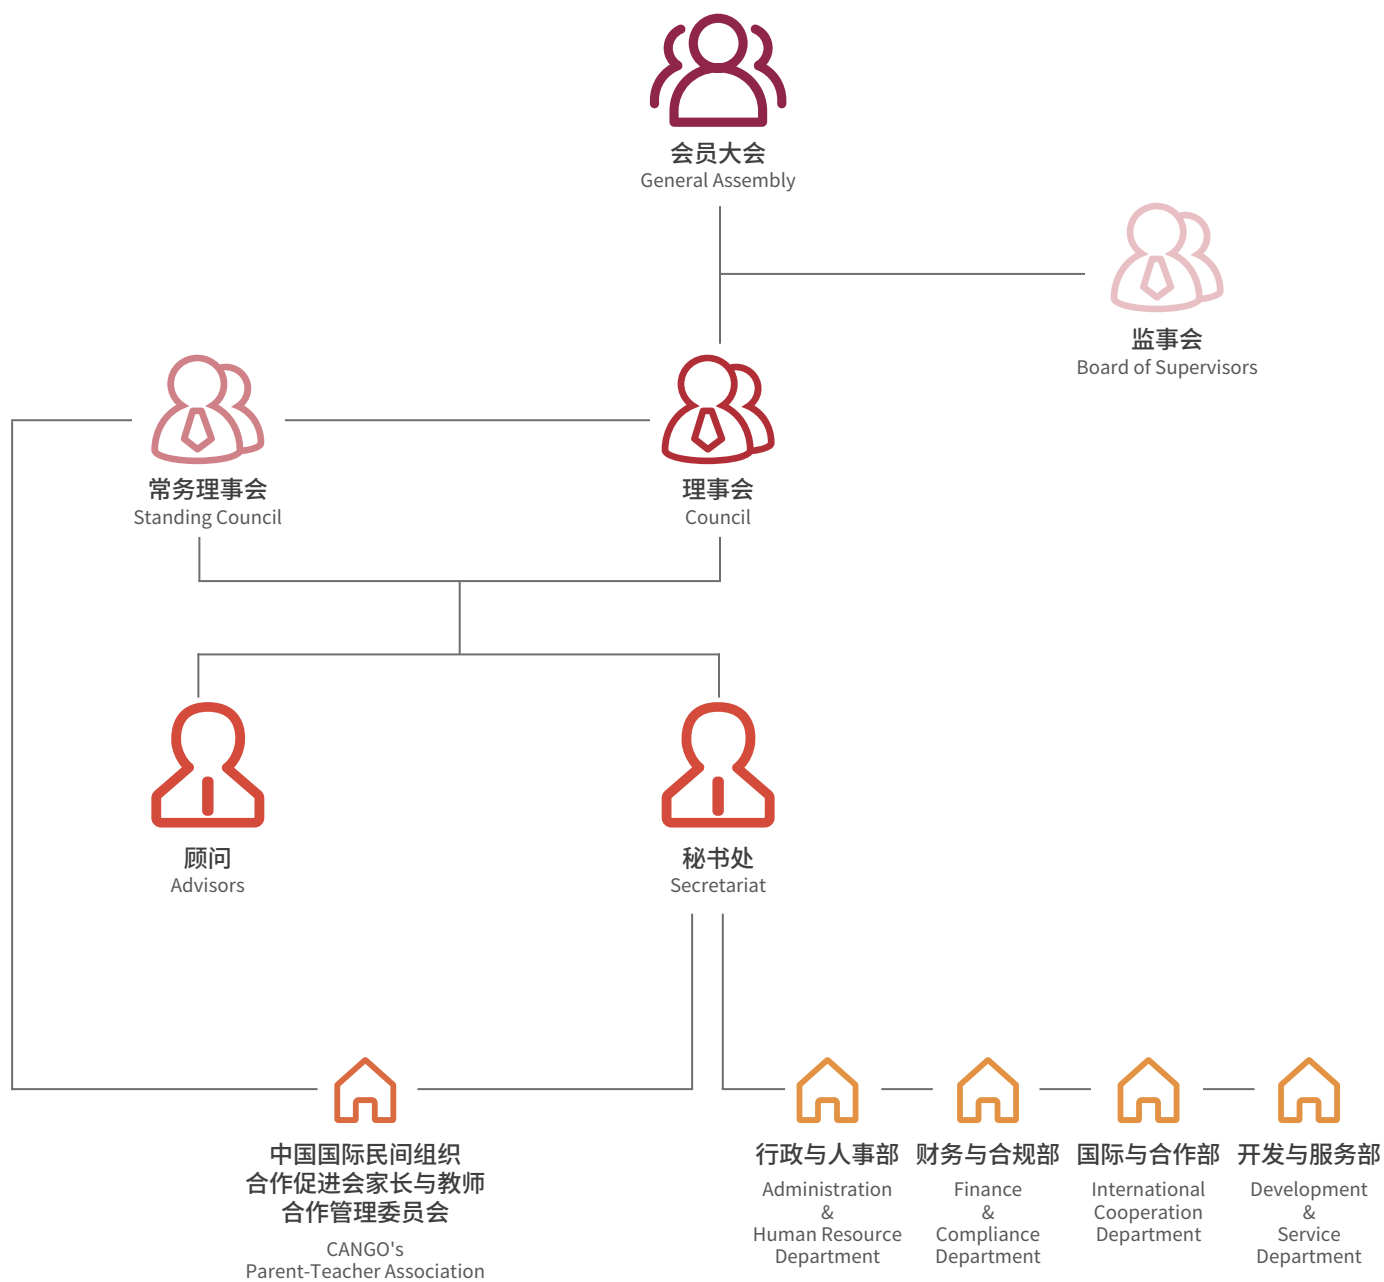 会员大会
General Assembly
监事会
Board of Supervisors
常务理事会
Standing Council
理事会
Council
顾问
Advisors
秘书处
Secretariat
中国国际民间组织
合作促进会家长与教师
合作管理委员会
CANGO's
Parent-Teacher Association
行政与人事部
Administration
&
Human Resource
Department
财务与合规部
Finance
&
Compliance
Department
国际与合作部
International
Cooperation
Department
开发与服务部
Development
&
Service
Department